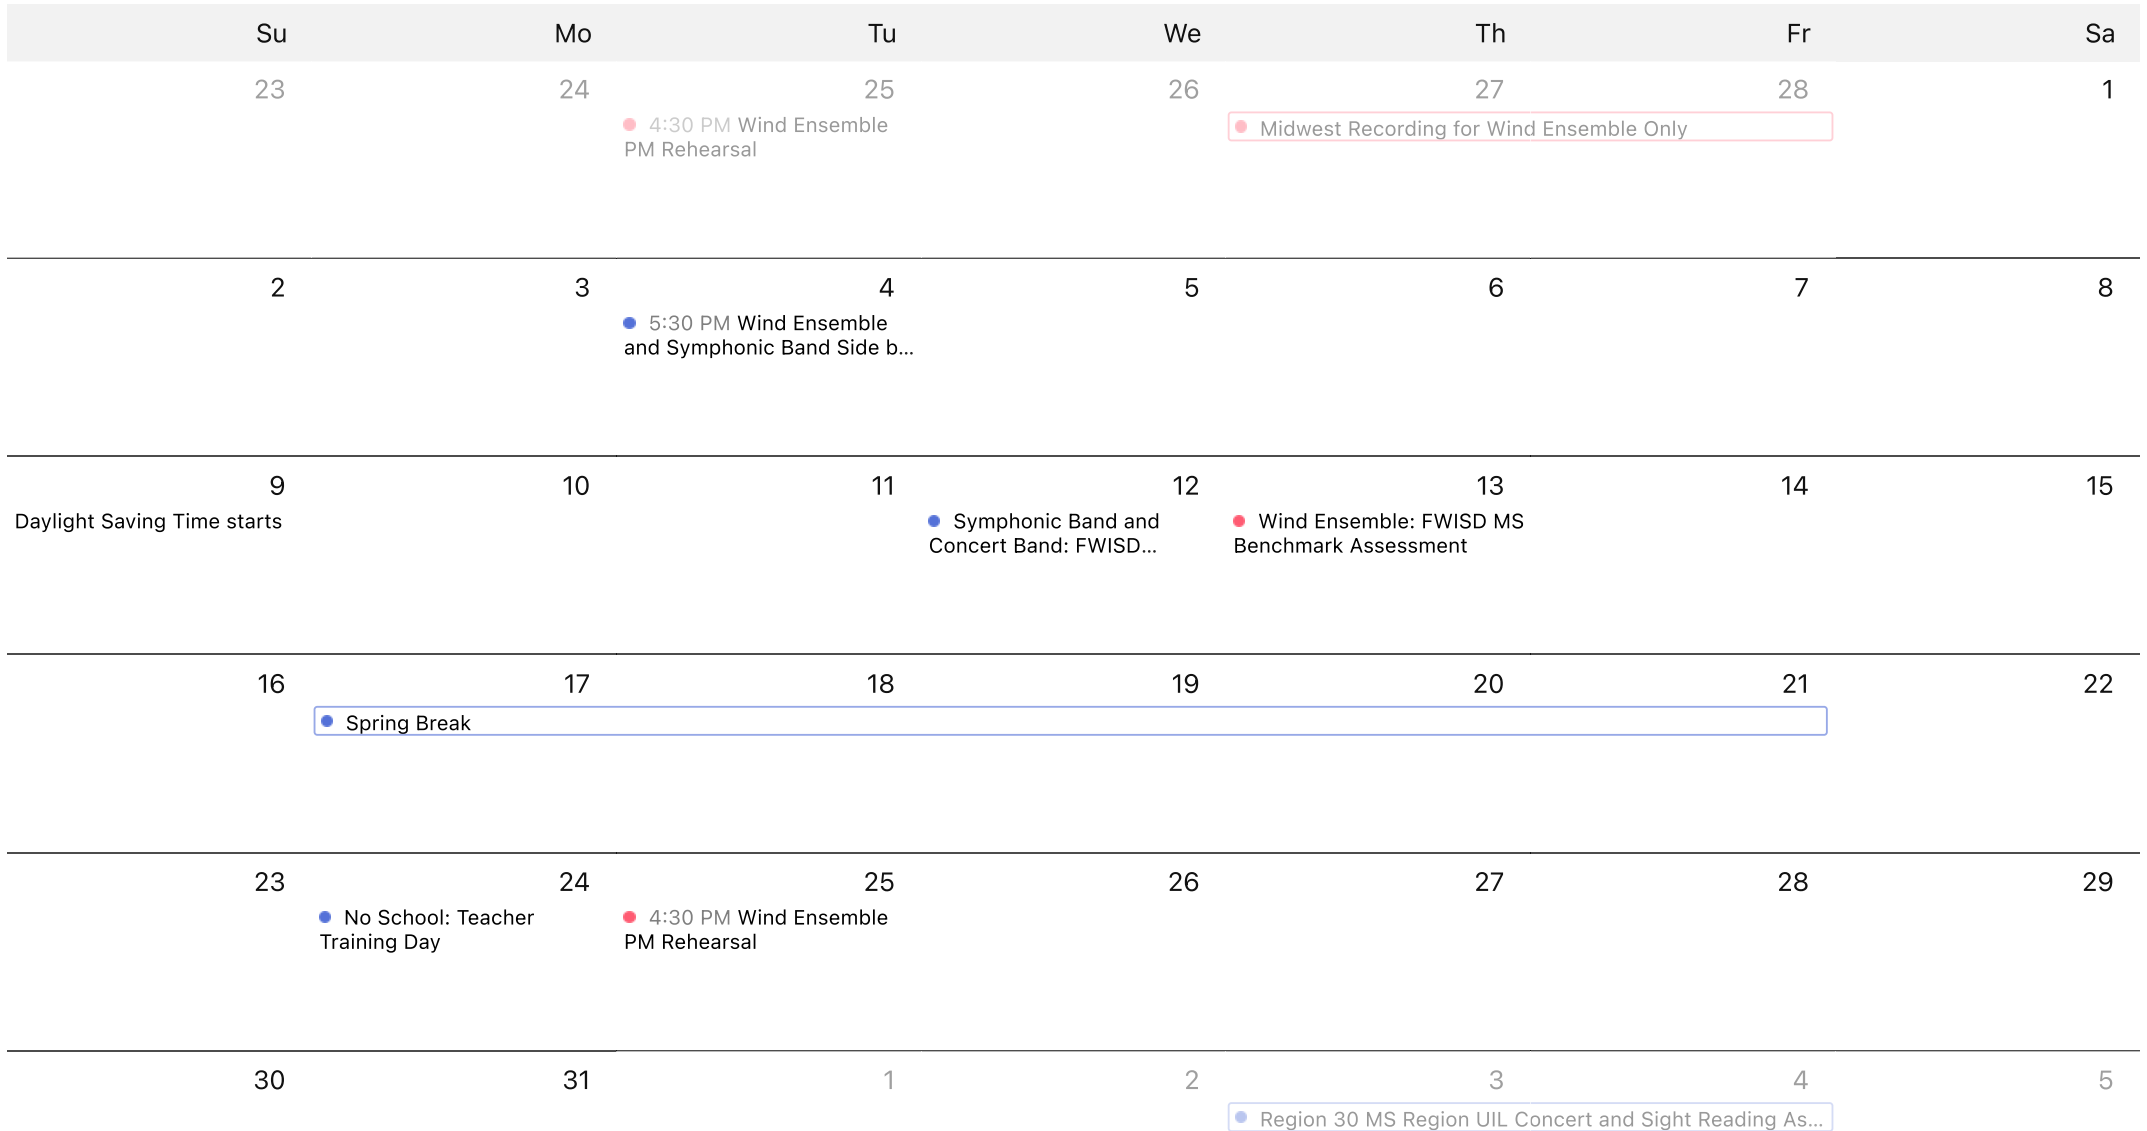 Su Mo Tu We Th Fr Sa
23 24 25 26 27 28 1
4:30 PM Wind Ensemble
PM Rehearsal
Midwest Recording for Wind Ensemble Only
2 3 4 5 6 7 8
5:30 PM Wind Ensemble
and Symphonic Band Side b...
9 10 11 12 13 14 15
Daylight Saving Time starts
Symphonic Band and
Concert Band: FWISD...
Wind Ensemble: FWISD MS
Benchmark Assessment
16 17 18 19 20 21 22
Spring Break
23 24 25 26 27 28 29
No School: Teacher
Training Day
4:30 PM Wind Ensemble
PM Rehearsal
30 31 1 2 3 4 5
Region 30 MS Region UIL Concert and Sight Reading As...